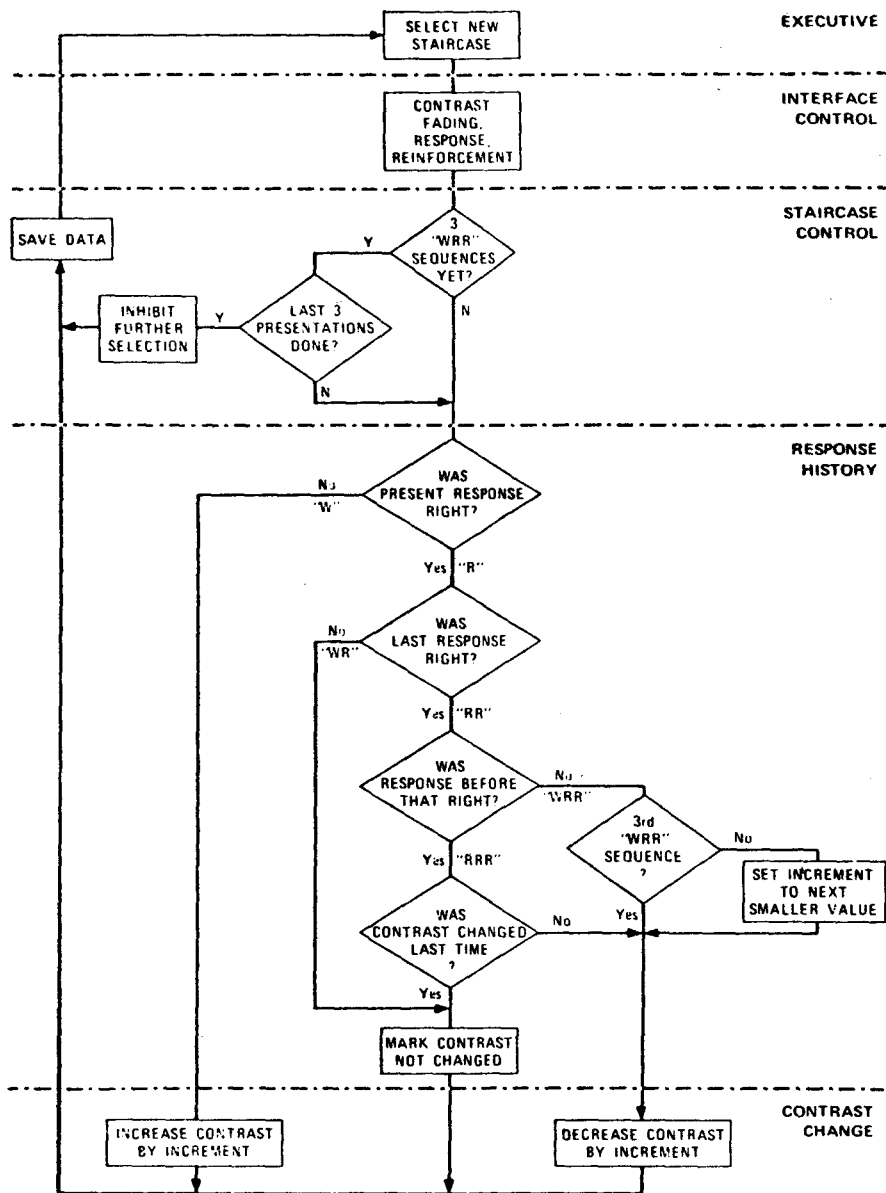 SELECT NEW
STAIRCASE
EXECUTIVE
CONTRAST
FADING,
RESPONSE,
REINFORCEMENT
INTERFACE
CONTROL
SAVE DATA
3
"WRR"
SEQUENCES
YET?
STAIRCASE
CONTROL
Y
N
LAST 3
PRESENTATIONS
DONE?
Y
N
INHIBIT
FURTHER
SELECTION
RESPONSE
HISTORY
WAS
PRESENT RESPONSE
RIGHT?
No
"W"
Yes "R"
WAS
LAST RESPONSE
RIGHT?
No
"WR"
Yes "RR"
WAS
RESPONSE BEFORE
THAT RIGHT?
No
"WRR"
Yes "RRR"
3rd
"WRR"
SEQUENCE
?
No
Yes
SET INCREMENT
TO NEXT
SMALLER VALUE
WAS
CONTRAST CHANGED
LAST TIME
?
No
Yes
MARK CONTRAST
NOT CHANGED
CONTRAST
CHANGE
INCREASE CONTRAST
BY INCREMENT
DECREASE CONTRAST
BY INCREMENT